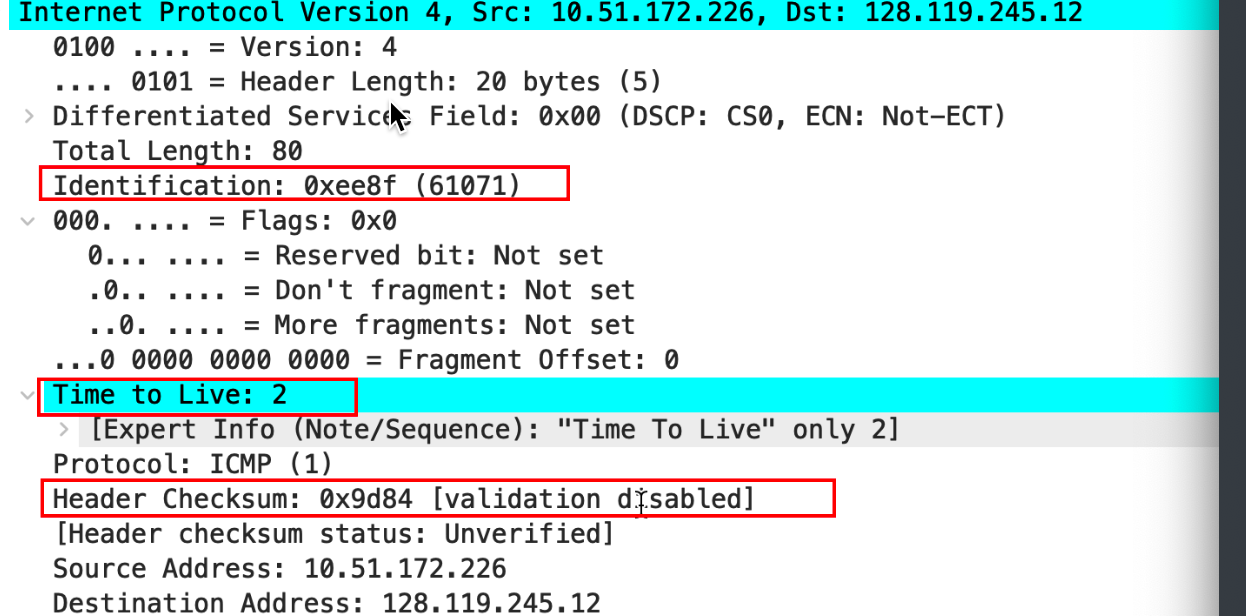 Internet Protocol Version 4, Src: 10.51.172.226, Dst: 128.119.245.12
0100 .... = Version: 4
.... 0101 = Header Length: 20 bytes (5)
Differentiated Services Field: 0x00 (DSCP: CS0, ECN: Not-ECT)
Total Length: 80
Identification: 0xee8f (61071)
000. .... = Flags: 0x0
0... .... = Reserved bit: Not set
.0.. .... = Don't fragment: Not set
..0. .... = More fragments: Not set
...0 0000 0000 0000 = Fragment Offset: 0
Time to Live: 2
[Expert Info (Note/Sequence): "Time To Live" only 2]
Protocol: ICMP (1)
Header Checksum: 0x9d84 [validation disabled]
[Header checksum status: Unverified]
Source Address: 10.51.172.226
Destination Address: 128.119.245.12